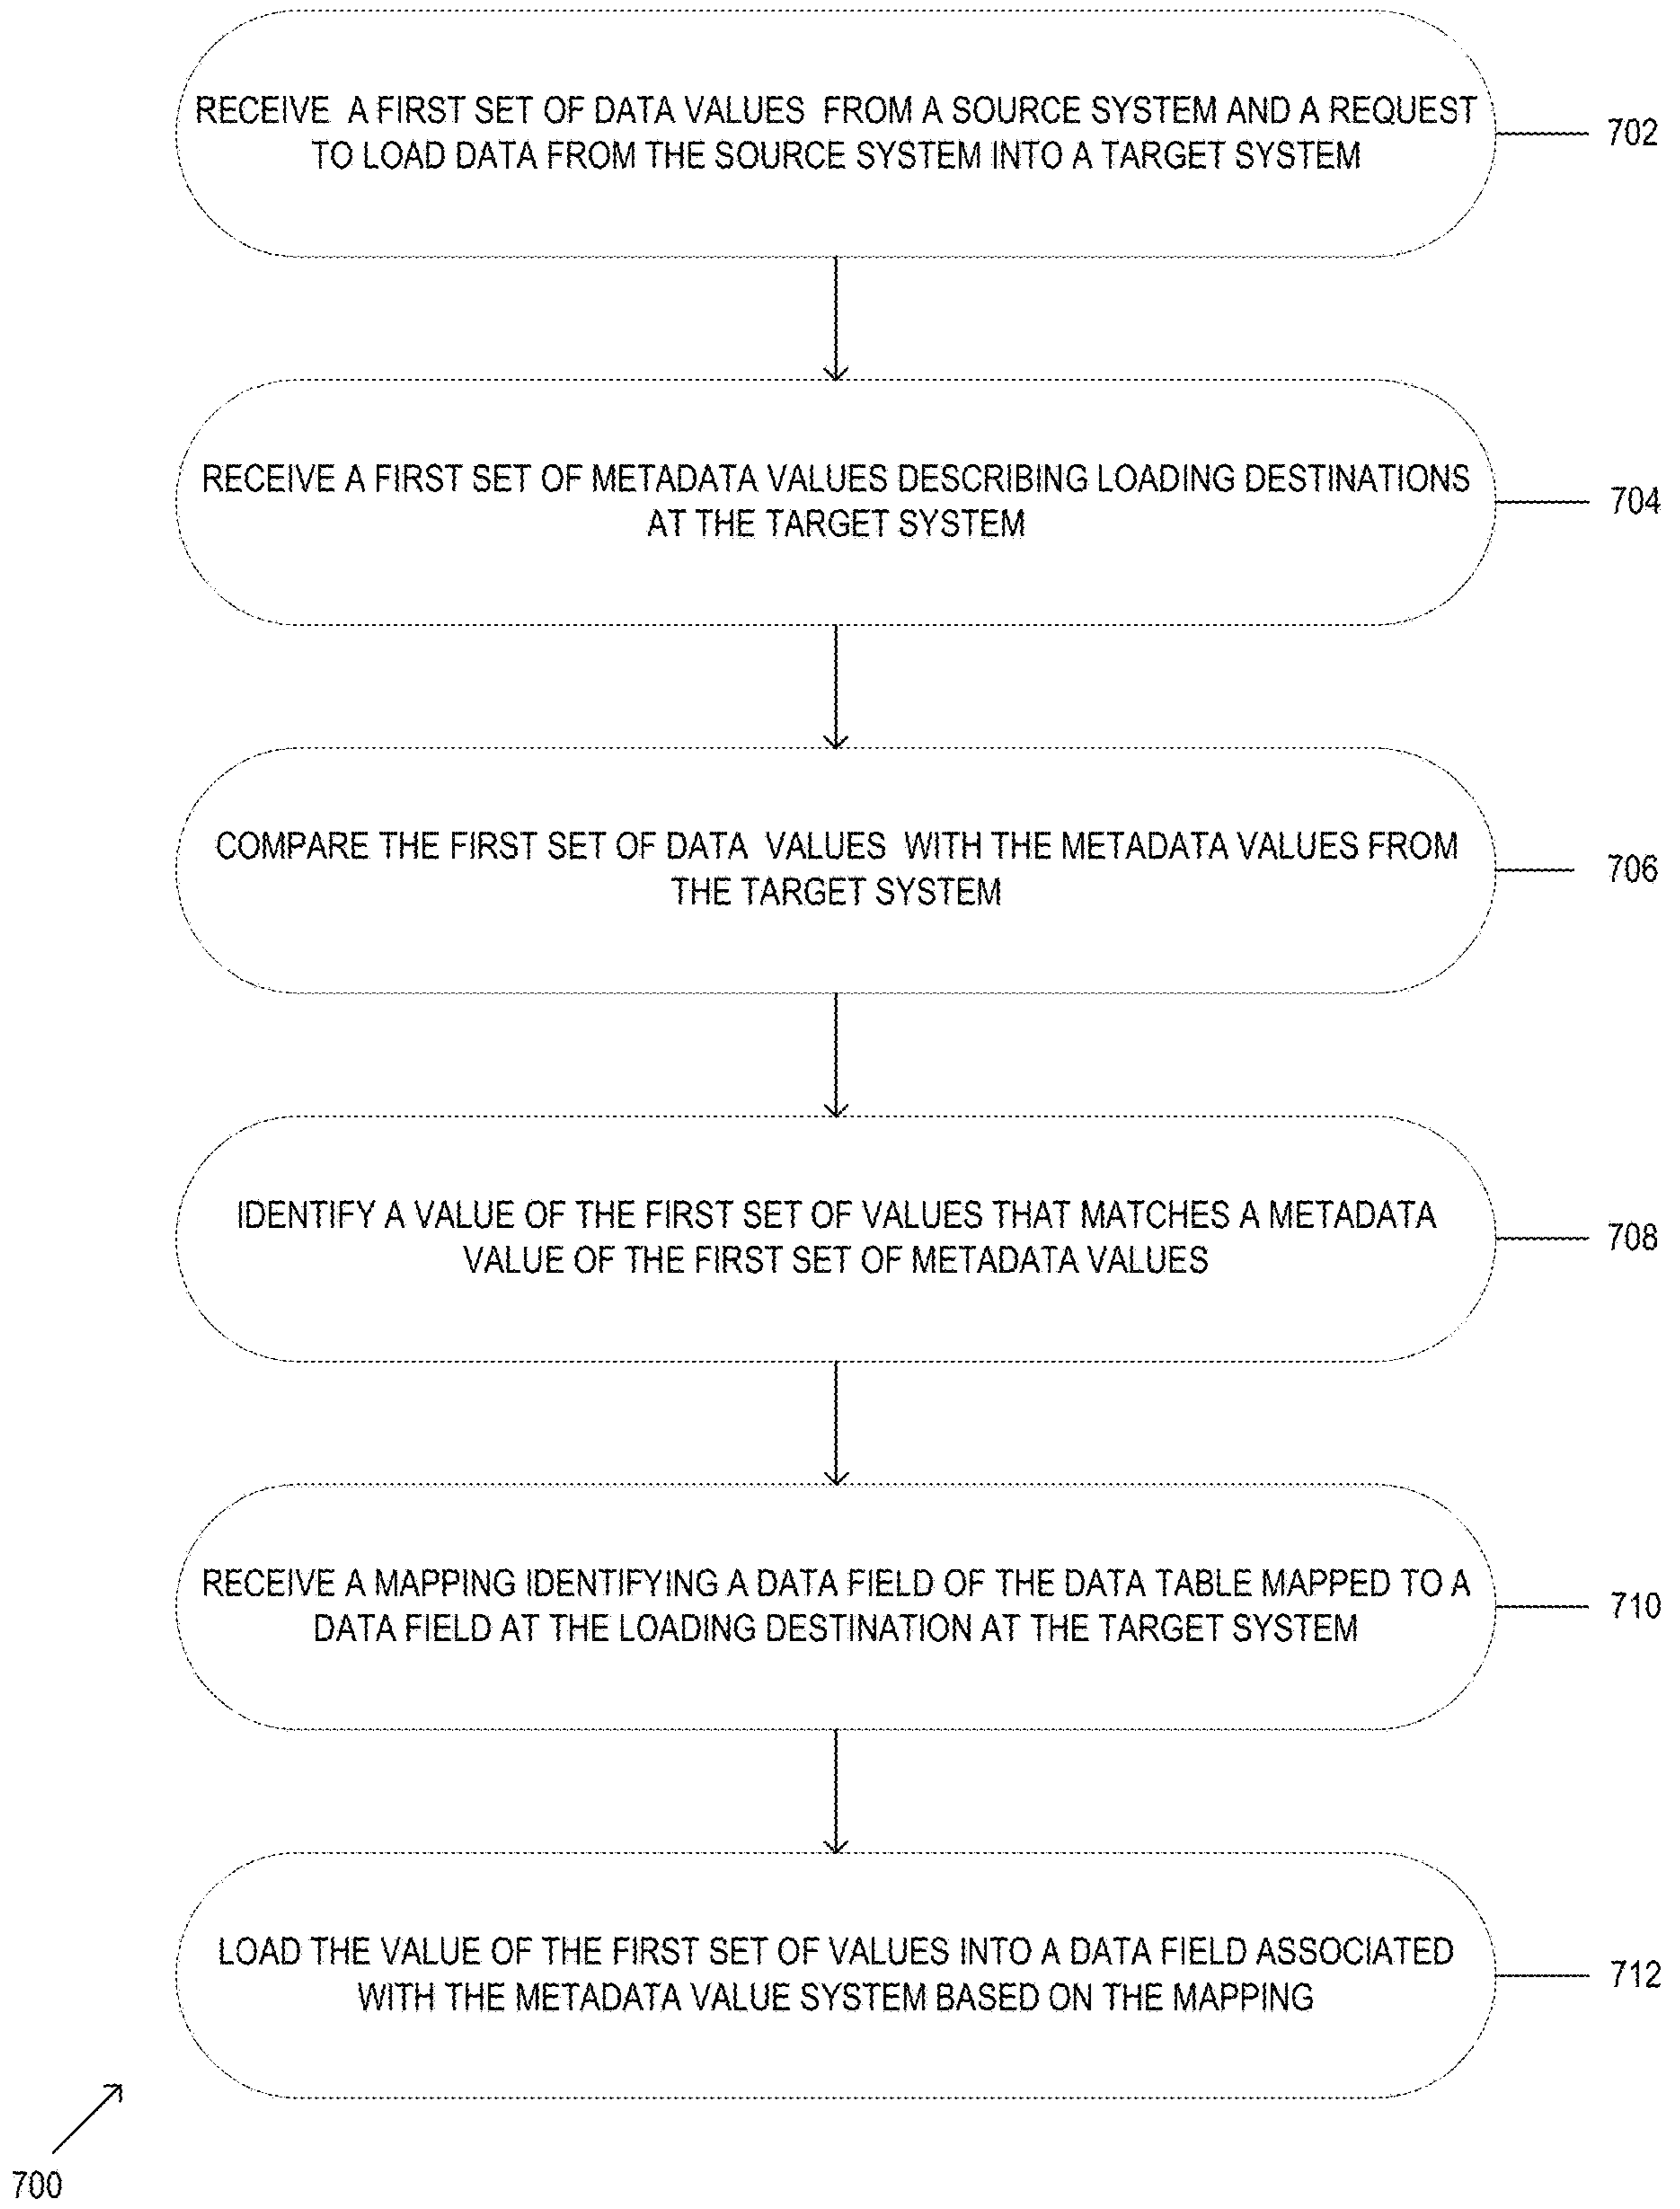 RECEIVE A FIRST SET OF DATA VALUES FROM A SOURCE SYSTEM AND A REQUEST
TO LOAD DATA FROM THE SOURCE SYSTEM INTO A TARGET SYSTEM
702
RECEIVE A FIRST SET OF METADATA VALUES DESCRIBING LOADING DESTINATIONS
AT THE TARGET SYSTEM
704
COMPARE THE FIRST SET OF DATA VALUES WITH THE METADATA VALUES FROM
THE TARGET SYSTEM
706
IDENTIFY A VALUE OF THE FIRST SET OF VALUES THAT MATCHES A METADATA
VALUE OF THE FIRST SET OF METADATA VALUES
708
RECEIVE A MAPPING IDENTIFYING A DATA FIELD OF THE DATA TABLE MAPPED TO A
DATA FIELD AT THE LOADING DESTINATION AT THE TARGET SYSTEM
710
LOAD THE VALUE OF THE FIRST SET OF VALUES INTO A DATA FIELD ASSOCIATED
WITH THE METADATA VALUE SYSTEM BASED ON THE MAPPING
712
700